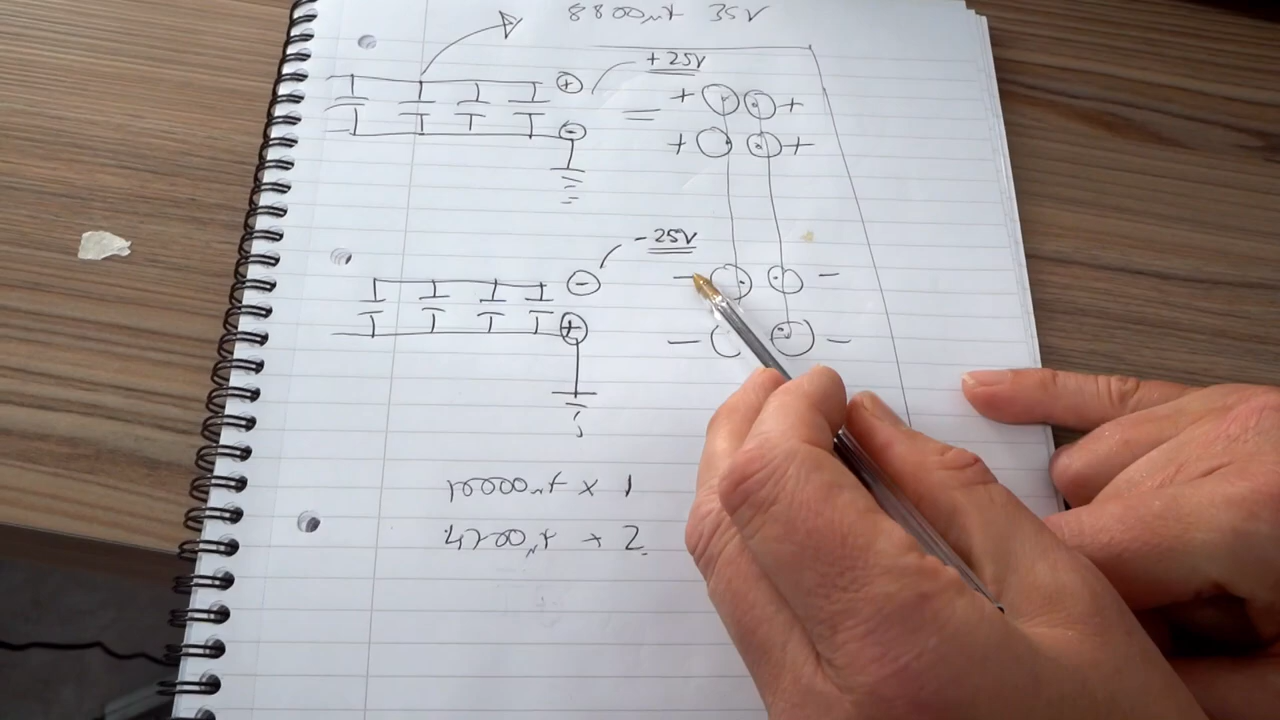 8800µf 35V
+25V
+ +
+ +
-25V
- -
- -
10000µf x 1
4700µf x 2